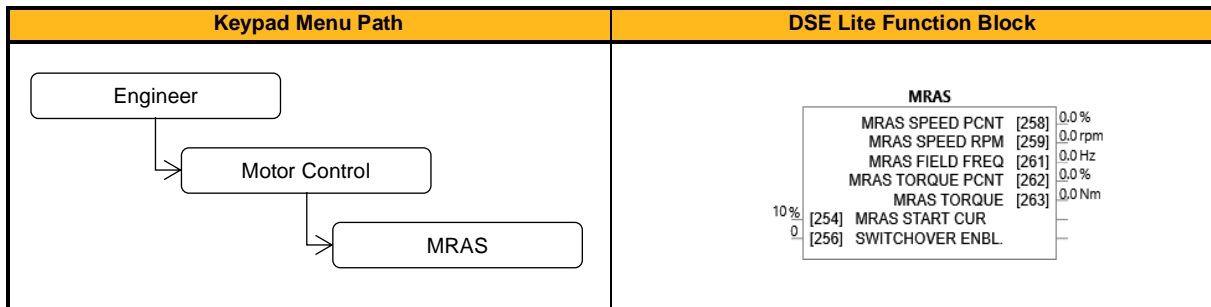 Keypad Menu Path
DSE Lite Function Block
Engineer
Motor Control
MRAS
MRAS
MRAS SPEED PCNT [258] 0.0 %
MRAS SPEED RPM [259] 0.0 rpm
MRAS FIELD FREQ [261] 0.0 Hz
MRAS TORQUE PCNT [262] 0.0 %
MRAS TORQUE [263] 0.0 Nm
10 % [254] MRAS START CUR
0 [256] SWITCHOVER ENBL.